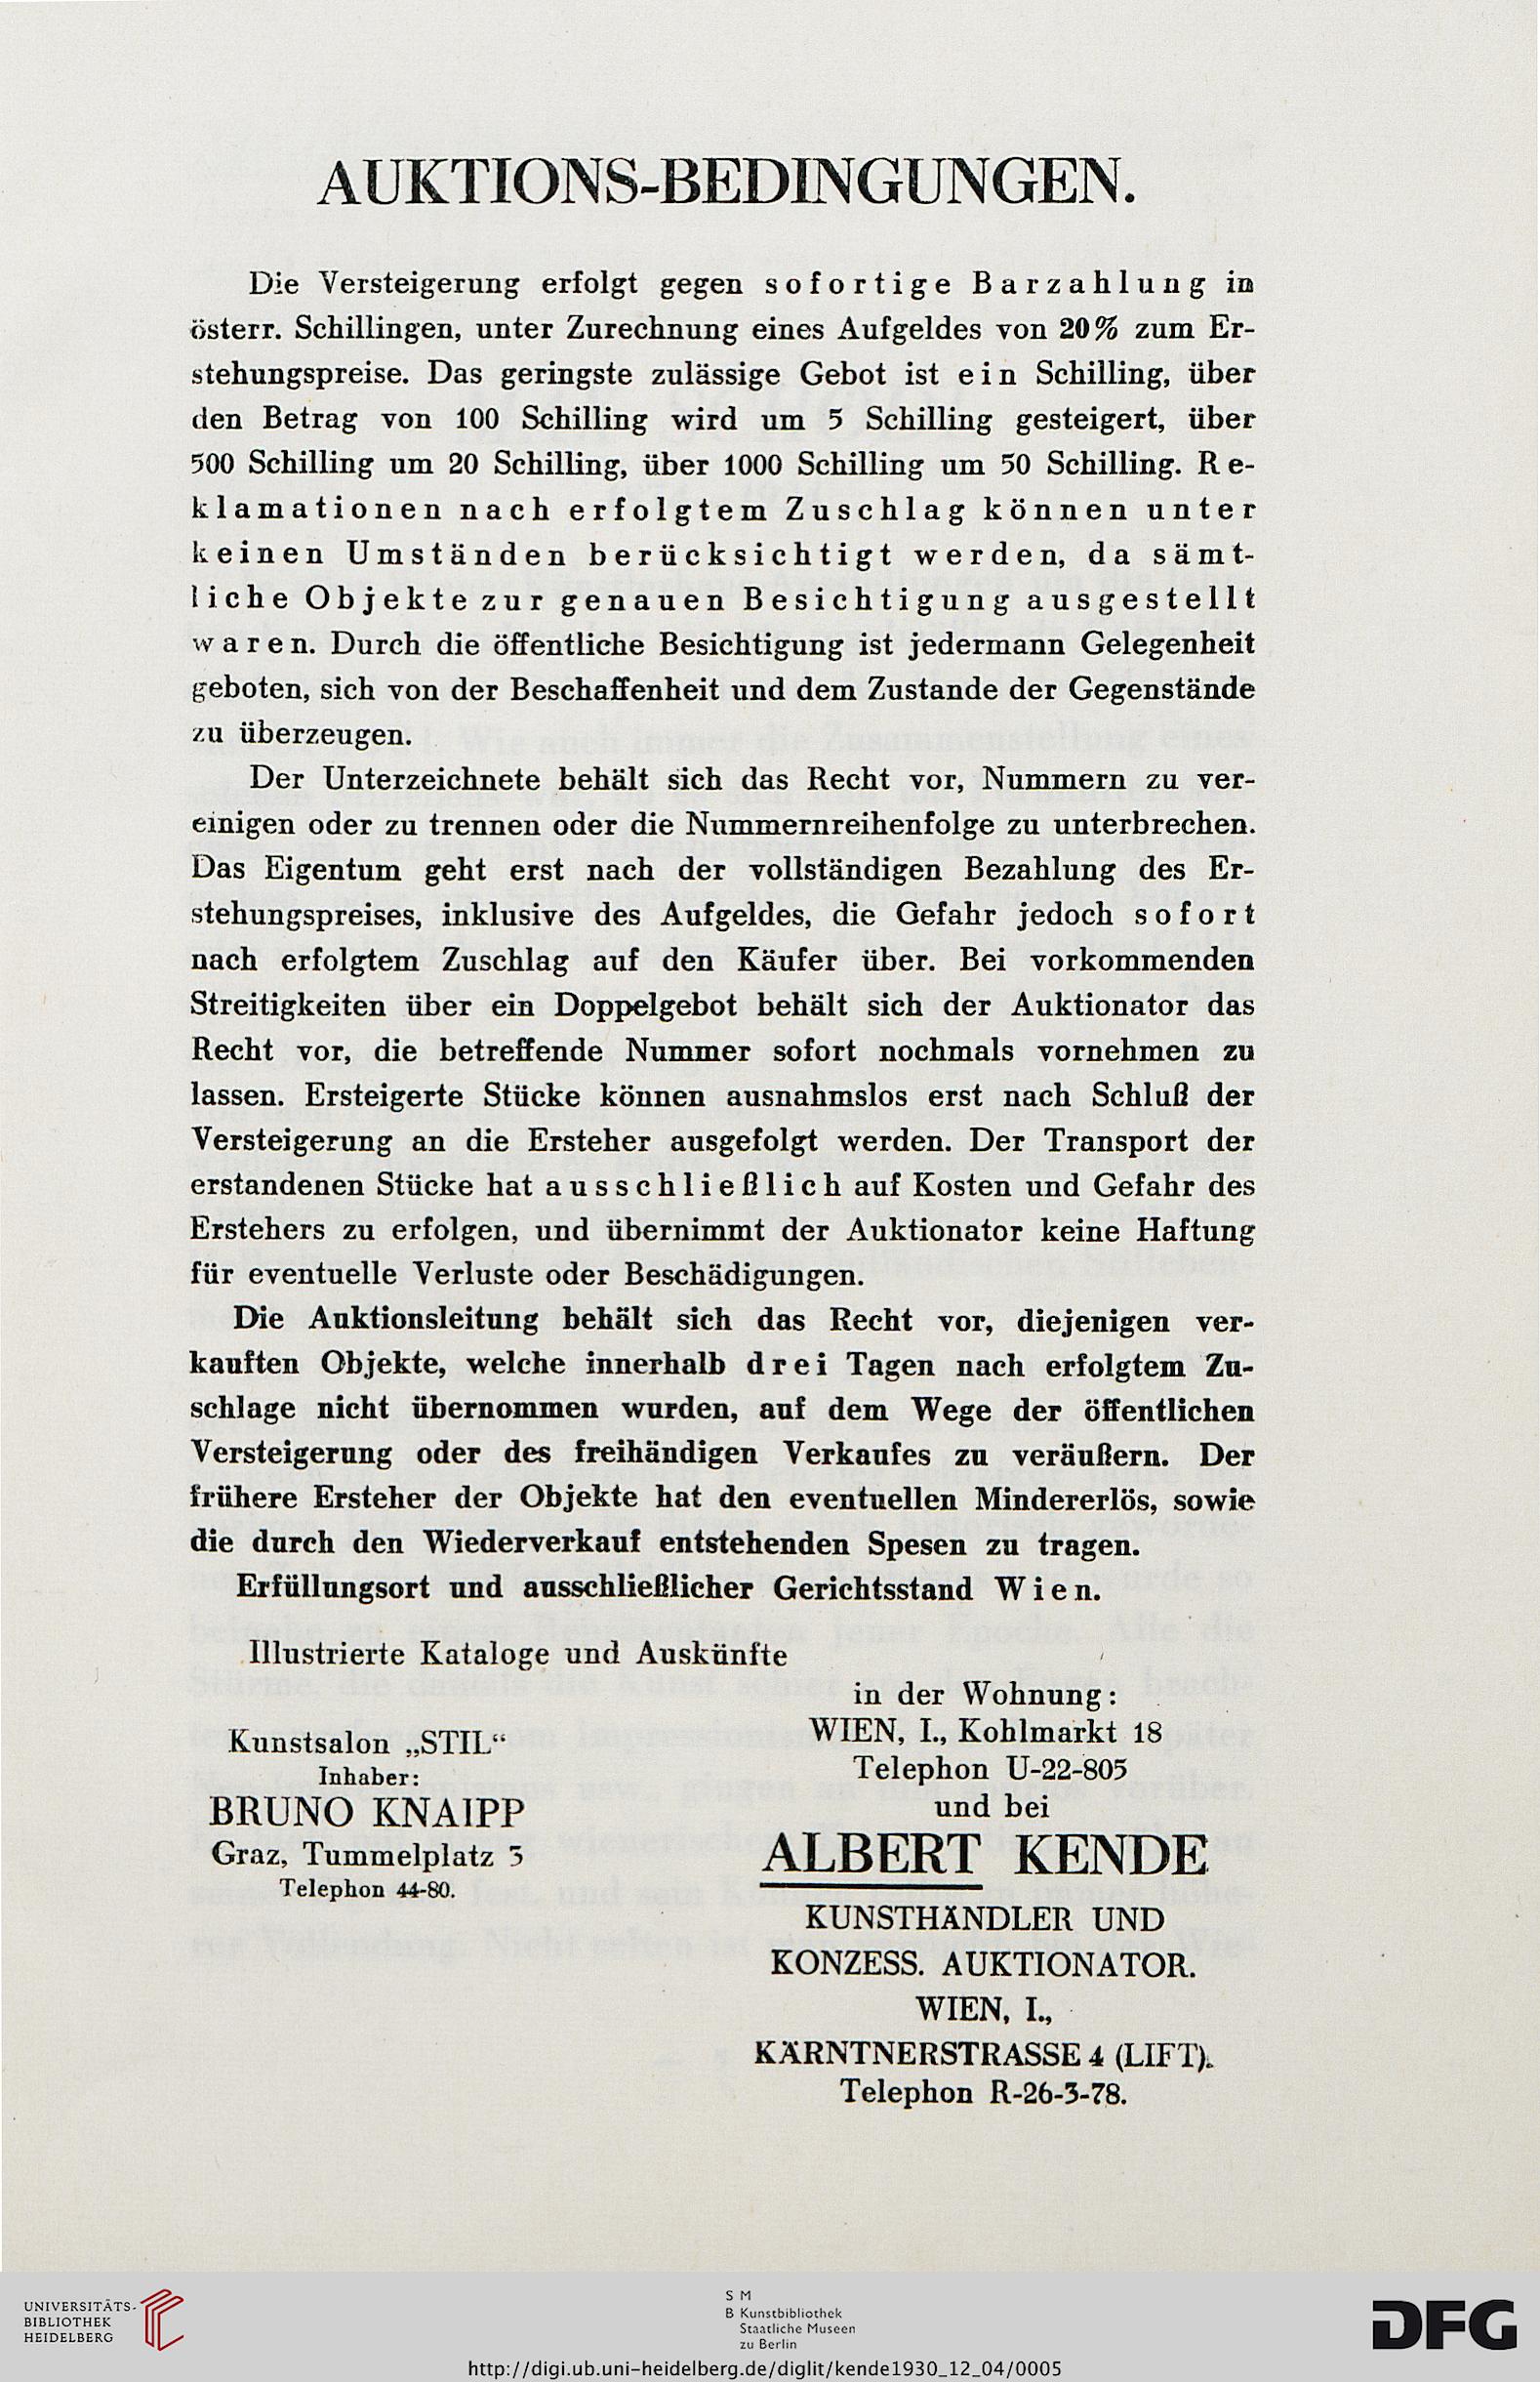 AUKTIONS-BEDINGUNGEN.
Die Versteigerung erfolgt gegen sofortige Barzahlung in
österr. Schillingen, unter Zurechnung eines Aufgeldes von 20% zum Er-
stehungspreise. Das geringste zulässige Gebot ist ein Schilling, über
den Betrag von 100 Schilling wird um 5 Schilling gesteigert, über
500 Schilling um 20 Schilling, über 1000 Schilling um 50 Schilling. Re-
klamationen nach erfolgtem Zuschlag können unter
keinen Umständen berücksichtigt werden, da sämt-
liche Objekte zur genauen Besichtigung ausgestellt
waren. Durch die öffentliche Besichtigung ist jedermann Gelegenheit
geboten, sich von der Beschaffenheit und dem Zustande der Gegenstände
zu überzeugen.
Der Unterzeichnete behält sich das Recht vor, Nummern zu ver-
einigen oder zu trennen oder die Nummernreihenfolge zu unterbrechen.
Das Eigentum geht erst nach der vollständigen Bezahlung des Er-
stehungspreises, inklusive des Aufgeldes, die Gefahr jedoch sofort
nach erfolgtem Zuschlag auf den Käufer über. Bei vorkommenden
Streitigkeiten über ein Doppelgebot behält sich der Auktionator das
Recht vor, die betreffende Nummer sofort nochmals vornehmen zu
lassen. Ersteigerte Stücke können ausnahmslos erst nach Schluß der
Versteigerung an die Ersteher ausgefolgt werden. Der Transport der
erstandenen Stücke hat ausschließlich auf Kosten und Gefahr des
Erstehers zu erfolgen, und übernimmt der Auktionator keine Haftung
für eventuelle Verluste oder Beschädigungen.
Die Auktionsleitung behält sich das Recht vor, diejenigen ver-
kauften Objekte, welche innerhalb drei Tagen nach erfolgtem Zu-
schlage nicht übernommen wurden, auf dem Wege der öffentlichen
Versteigerung oder des freihändigen Verkaufes zu veräußern. Der
frühere Ersteher der Objekte hat den eventuellen Mindererlös, sowie
die durch den Wiederverkauf entstehenden Spesen zu tragen.
Erfüllungsort und ausschließlicher Gerichtsstand Wien.
Illustrierte Kataloge und Auskünfte
Kunstsalon „STIL“
Inhaber:
BRUNO KNAIPP
Graz, Tummelplatz 3
Telephon 44-80.
in der Wohnung:
WIEN, I., Kohlmarkt 18
Telephon U-22-805
und bei
ALBERT KENDE
KUNSTHÄNDLER UND
KONZESS. AUKTIONATOR.
WIEN, I.,
KÄRNTNERSTRASSE 4 (LIFT).
Telephon R-26-3-78.
UNIVERSITÄTS-
BIBLIOTHEK
HEIDELBERG
S M
B Kunstbibliothek
Staatliche Museen
zu Berlin
DFG
http://digi.ub.uni-heidelberg.de/diglit/kende1930_12_04/0005